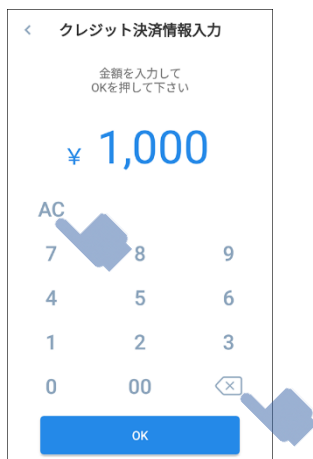 クレジット決済情報入力
金額を入力して
OKを押して下さい
¥ 1,000
AC
7 8 9
4 5 6
1 2 3
0 00
OK